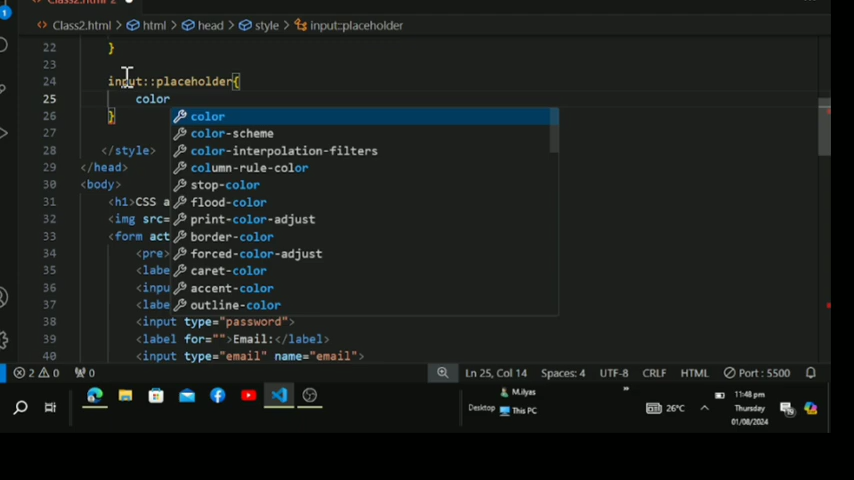 Class2.html > html > head > style > input::placeholder
22 }
23
24 input::placeholder{
25 color
26 }
color
color-scheme
color-interpolation-filters
column-rule-color
stop-color
flood-color
print-color-adjust
border-color
forced-color-adjust
caret-color
accent-color
outline-color
27
28 </style>
29 </head>
30 <body>
31 <h1>CSS a
32 <img src=
33 <form act
34 <pre>
35 <labe
36 <inpu
37 <labe
38 <input type="password">
39 <label for="">Email:</label>
40 <input type="email" name="email">
2 0 0 Ln 25, Col 14 Spaces: 4 UTF-8 CRLF HTML Port : 5500
M.ilyas
Desktop This PC
26°C
11:48 pm
Thursday
01/08/2024